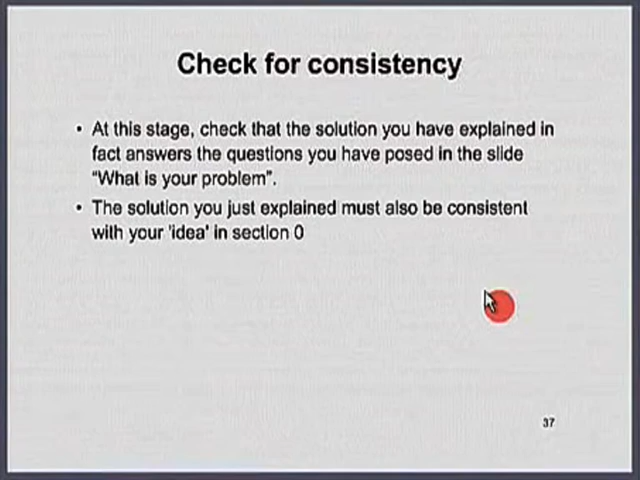 Check for consistency
• At this stage, check that the solution you have explained in
fact answers the questions you have posed in the slide
"What is your problem".
• The solution you just explained must also be consistent
with your 'idea' in section 0
37